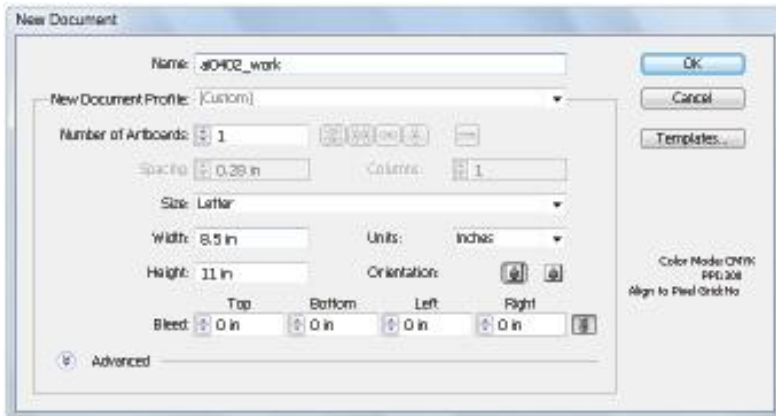 New Document
Name: ai0402_work
OK
New Document Profile: [Custom]
Cancel
Number of Artboards: 1
Templates...
Spacing: 0.28 in Columns: 1
Size: Letter
Width: 8.5 in Units: Inches
Height: 11 in Orientation:
Color Mode: CMYK
PPI: 300
Align to Pixel Grid: No
Top Bottom Left Right
Bleed: 0 in 0 in 0 in 0 in
Advanced